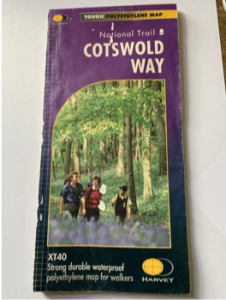 TOUGH POLYETHYLENE MAP
National Trail
COTSWOLD
WAY
XT40
Strong durable waterproof
polyethylene map for walkers
HARVEY